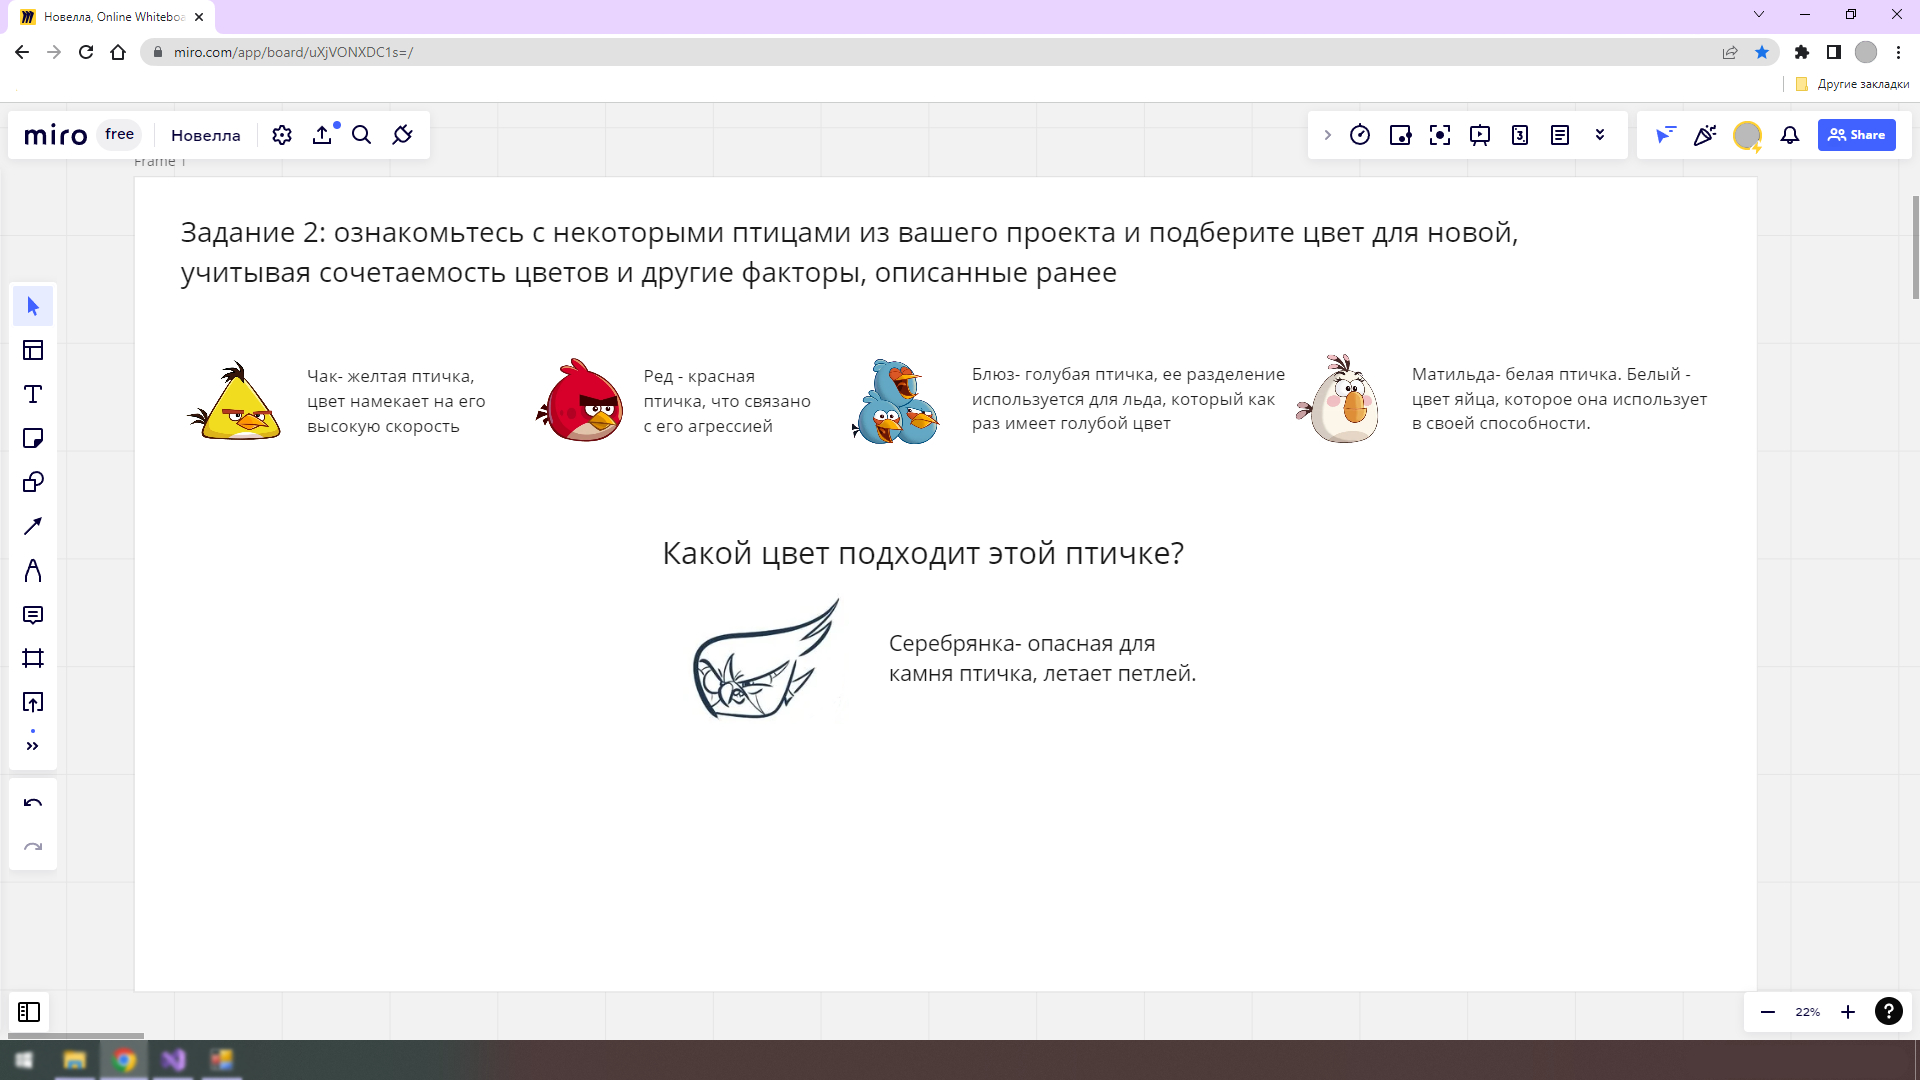 Новелла, Online Whiteboa
miro.com/app/board/uXjVONXDC1s=/
Другие закладки
miro
free
Новелла
3
Share
Frame 1
Задание 2: ознакомьтесь с некоторыми птицами из вашего проекта и подберите цвет для новой,
учитывая сочетаемость цветов и другие факторы, описанные ранее
Чак- желтая птичка,
цвет намекает на его
высокую скорость
Ред - красная
птичка, что связано
с его агрессией
Блюз- голубая птичка, ее разделение
используется для льда, который как
раз имеет голубой цвет
Матильда- белая птичка. Белый -
цвет яйца, которое она использует
в своей способности.
Какой цвет подходит этой птичке?
Серебрянка- опасная для
камня птичка, летает петлей.
22%